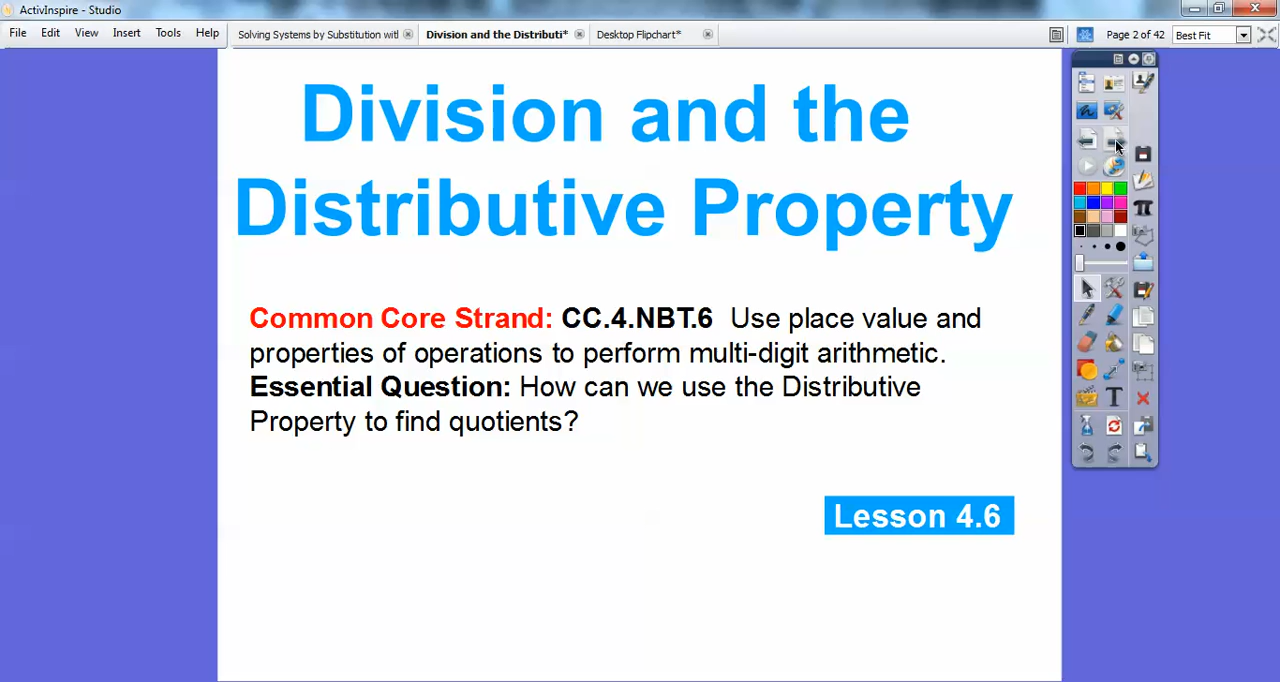 ActivInspire - Studio
File Edit View Insert Tools Help
Solving Systems by Substitution witl
Division and the Distributi*
Desktop Flipchart*
Page 2 of 42
Best Fit
Division and the
Distributive Property
Common Core Strand: CC.4.NBT.6 Use place value and
properties of operations to perform multi-digit arithmetic.
Essential Question: How can we use the Distributive
Property to find quotients?
Lesson 4.6